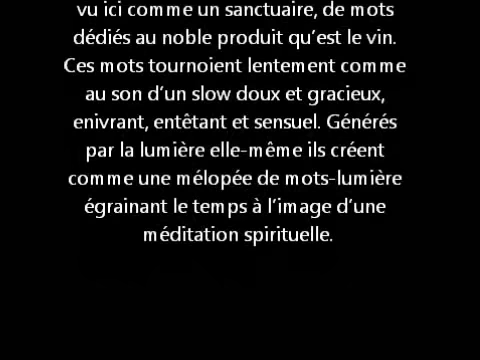 vu ici comme un sanctuaire, de mots
dédiés au noble produit qu’est le vin.
Ces mots tournoient lentement comme
au son d’un slow doux et gracieux,
enivrant, entêtant et sensuel. Générés
par la lumière elle-même ils créent
comme une mélopée de mots-lumière
égrainant le temps à l’image d’une
méditation spirituelle.